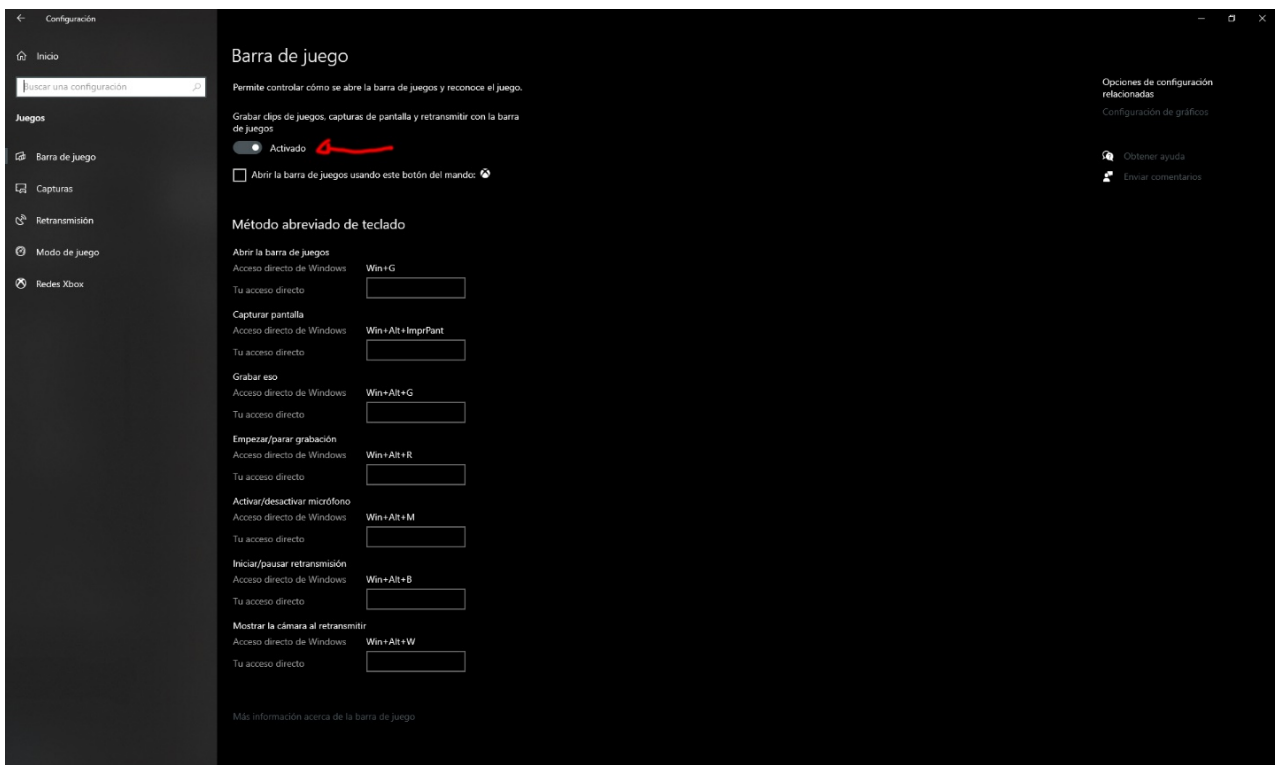 Configuración
Inicio
Buscar una configuración
Juegos
Barra de juego
Capturas
Retransmisión
Modo de juego
Redes Xbox
Barra de juego
Permite controlar cómo se abre la barra de juegos y reconoce el juego.
Grabar clips de juegos, capturas de pantalla y retransmitir con la barra
de juegos
Activado
Abrir la barra de juegos usando este botón del mando:
Método abreviado de teclado
Abrir la barra de juegos
Acceso directo de Windows Win+G
Tu acceso directo
Capturar pantalla
Acceso directo de Windows Win+Alt+ImprPant
Tu acceso directo
Grabar eso
Acceso directo de Windows Win+Alt+G
Tu acceso directo
Empezar/parar grabación
Acceso directo de Windows Win+Alt+R
Tu acceso directo
Activar/desactivar micrófono
Acceso directo de Windows Win+Alt+M
Tu acceso directo
Iniciar/pausar retransmisión
Acceso directo de Windows Win+Alt+B
Tu acceso directo
Mostrar la cámara al retransmitir
Acceso directo de Windows Win+Alt+W
Tu acceso directo
Más información acerca de la barra de juego
Opciones de configuración
relacionadas
Configuración de gráficos
Obtener ayuda
Enviar comentarios